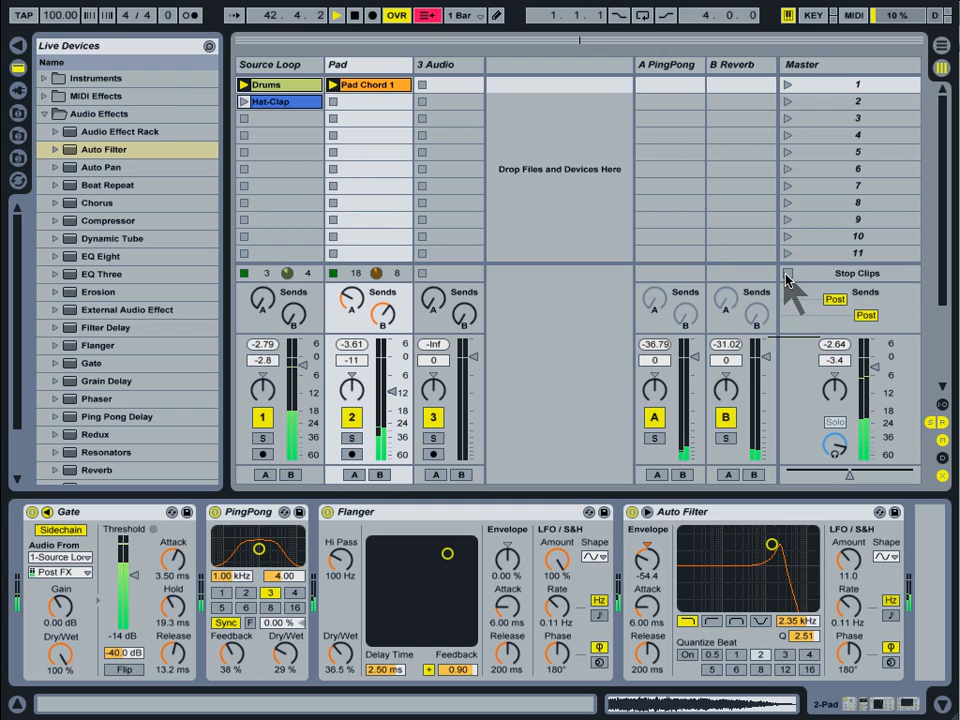 TAP 100.00 4 / 4 42. 4. 2 OVR 1 Bar 1. 1. 1 4. 0. 0 KEY MIDI 10 % D
Live Devices
Name
Instruments
MIDI Effects
Audio Effects
Audio Effect Rack
Auto Filter
Auto Pan
Beat Repeat
Chorus
Compressor
Dynamic Tube
EQ Eight
EQ Three
Erosion
External Audio Effect
Filter Delay
Flanger
Gate
Grain Delay
Phaser
Ping Pong Delay
Redux
Resonators
Reverb
Source Loop Pad 3 Audio A PingPong B Reverb Master
Drums Pad Chord 1 1
Hat-Clap 2
3
4
5
Drop Files and Devices Here 6
7
8
9
10
11
3 4 18 8 Stop Clips
Sends Sends Sends Sends Sends Sends
A B A B A B A B A B Post Post
-2.79 -3.61 -Inf -36.79 -31.02 -2.64
-2.8 -11 0 0 0 -3.4
6 0 6 12 18 24 36 60
1 2 3 A B Solo
S S S S S
A B A B A B A B A B
S R
M
D
X
Gate
Sidechain
Audio From
Post FX
Gain
0.00 dB
Dry/Wet
100 %
Threshold
-14 dB
-40.0 dB
Flip
Attack
3.50 ms
Hold
19.3 ms
Release
13.2 ms
PingPong
1.00 kHz 4.00
1 2 3 4
5 6 8 16
Sync F 0.00 %
Feedback Dry/Wet
38 % 29 %
Flanger
Hi Pass
100 Hz
Dry/Wet
36.5 %
Delay Time Feedback
2.50 ms + 0.90
Envelope
0.00 %
Attack
6.00 ms
Release
200 ms
LFO / S&H
Amount Shape
100 %
Rate Hz
0.11 Hz
Phase
180°
Auto Filter
Envelope
-54.4
Attack
6.00 ms
Release
200 ms
2.35 kHz
Q 2.51
Quantize Beat
On 0.5 1 2 3 4
5 6 8 12 16
LFO / S&H
Amount Shape
11.0
Rate Hz
0.11 Hz
Phase
180°
2-Pad